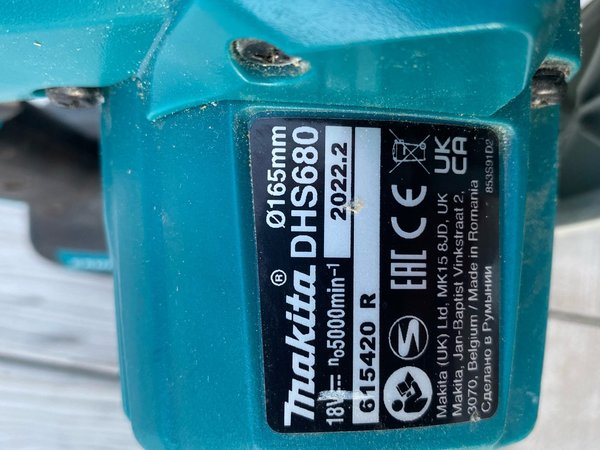 makita® DHS680 Ø165mm
18V⎓ n₀5000min⁻¹ 2022.2
615420 R
EAC CE UK CA
Makita (UK) Ltd, MK15 8JD, UK
Makita, Jan-Baptist Vinkstraat 2,
3070, Belgium / Made in Romania
Сделано в Румынии
853S91D2